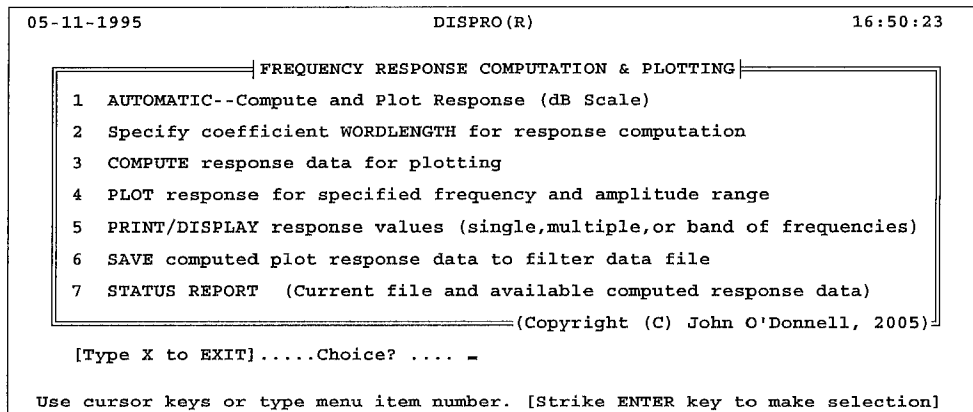 05-11-1995 DISPRO(R) 16:50:23
FREQUENCY RESPONSE COMPUTATION & PLOTTING
1 AUTOMATIC--Compute and Plot Response (dB Scale)
2 Specify coefficient WORDLENGTH for response computation
3 COMPUTE response data for plotting
4 PLOT response for specified frequency and amplitude range
5 PRINT/DISPLAY response values (single,multiple,or band of frequencies)
6 SAVE computed plot response data to filter data file
7 STATUS REPORT (Current file and available computed response data)
(Copyright (C) John O'Donnell, 2005)
[Type X to EXIT].....Choice? .... _
Use cursor keys or type menu item number. [Strike ENTER key to make selection]